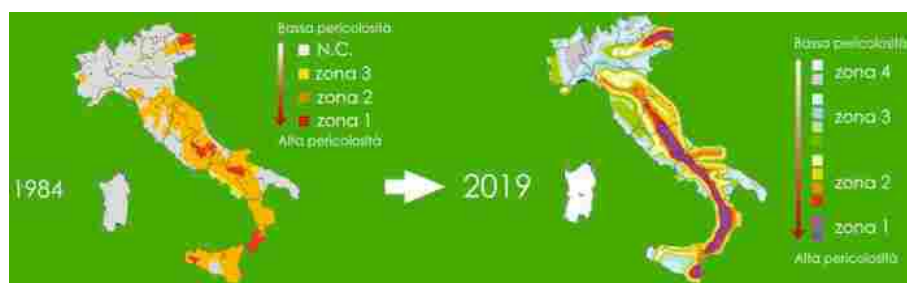 Bassa pericolosità
N.C.
zona 3
zona 2
zona 1
Alta pericolosità
1984
2019
Bassa pericolosità
zona 4
zona 3
zona 2
zona 1
Alta pericolosità